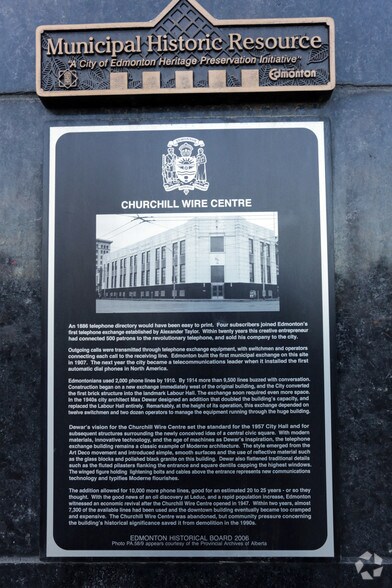 Municipal Historic Resource
"A City of Edmonton Heritage Preservation Initiative"
Edmonton
CHURCHILL WIRE CENTRE
An 1886 telephone directory would have been easy to print. Four subscribers joined Edmonton's
first telephone exchange established by Alexander Taylor. Within twenty years this creative entrepreneur
had connected 500 patrons to the revolutionary telephone, and sold his company to the city.
Outgoing calls were transmitted through telephone exchange equipment, with switchmen and operators
connecting each call to the receiving line. Edmonton built the first municipal exchange on this site
in 1907. The next year the city became a telecommunications leader when it installed the first
automatic dial phones in North America.
Edmontonians used 2,000 phone lines by 1910. By 1914 more than 9,500 lines buzzed with conversation.
Construction began on a new exchange immediately west of the original building, and the City converted
the first brick structure into the landmark Labour Hall. The exchange soon required even more space.
In the 1940s city architect Max Dewar designed an addition that doubled the building's capacity, and
replaced the Labour Hall entirely. Remarkably, at the height of its operation, this exchange depended on
twelve switchmen and two dozen operators to manage the equipment running through the huge building.
Dewar's vision for the Churchill Wire Centre set the standard for the 1957 City Hall and for
subsequent structures surrounding the newly conceived idea of a central civic square. With modern
materials, innovative technology, and the age of machines as Dewar's inspiration, the telephone
exchange building remains a classic example of Moderne architecture. The style emerged from the
Art Deco movement and introduced simple, smooth surfaces and the use of reflective material such
as the glass blocks and polished black granite on this building. Dewar also flattened traditional details
such as the fluted pilasters flanking the entrance and square dentils capping the highest windows.
The winged figure holding lightening bolts and cables above the entrance represents new communications
technology and typifies Moderne flourishes.
The addition allowed for 10,000 more phone lines, good for an estimated 20 to 25 years - or so they
thought. With the good news of an oil discovery at Leduc, and a rapid population increase, Edmonton
witnessed an economic revival after the Churchill Wire Centre opened in 1947. Within two years, almost
7,300 of the available lines had been used and the downtown building eventually became too cramped
and expensive. The Churchill Wire Centre was abandoned, but community pressure concerning
the building's historical significance saved it from demolition in the 1990s.
EDMONTON HISTORICAL BOARD 2006
Photo PA.58/9 appears courtesy of the Provincial Archives of Alberta